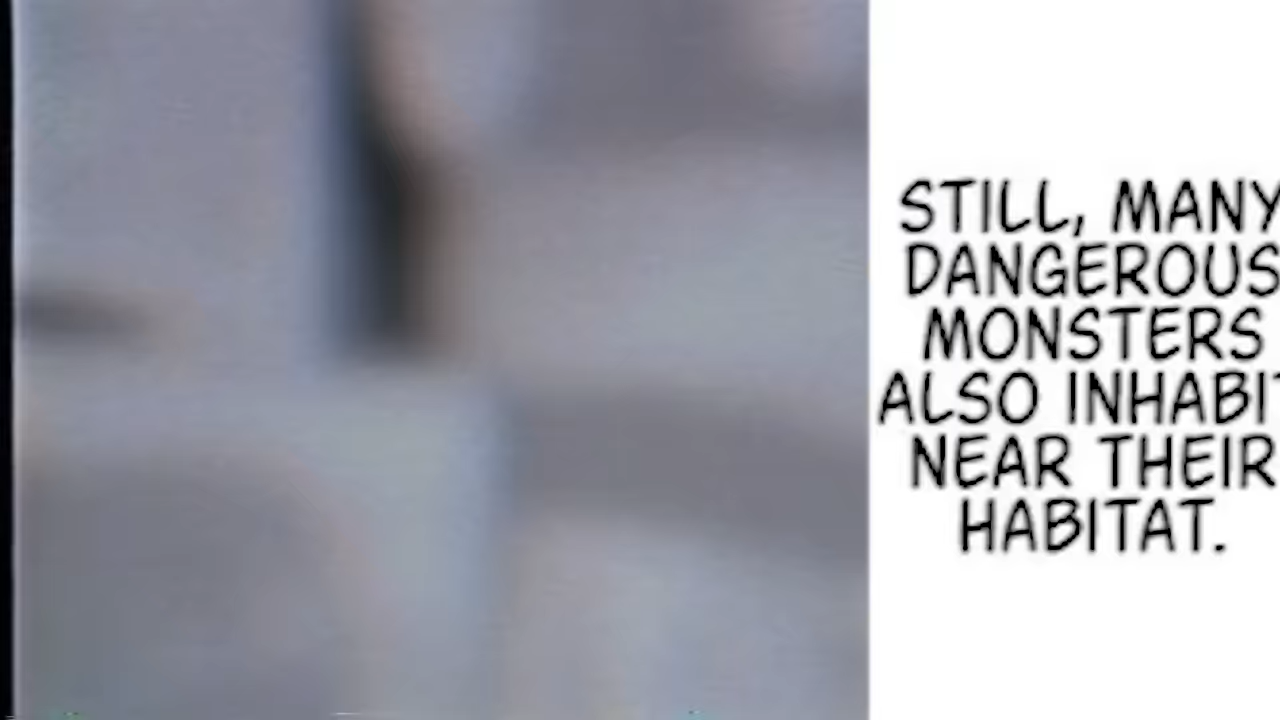 STILL, MANY
DANGEROUS
MONSTERS
ALSO INHABIT
NEAR THEIR
HABITAT.